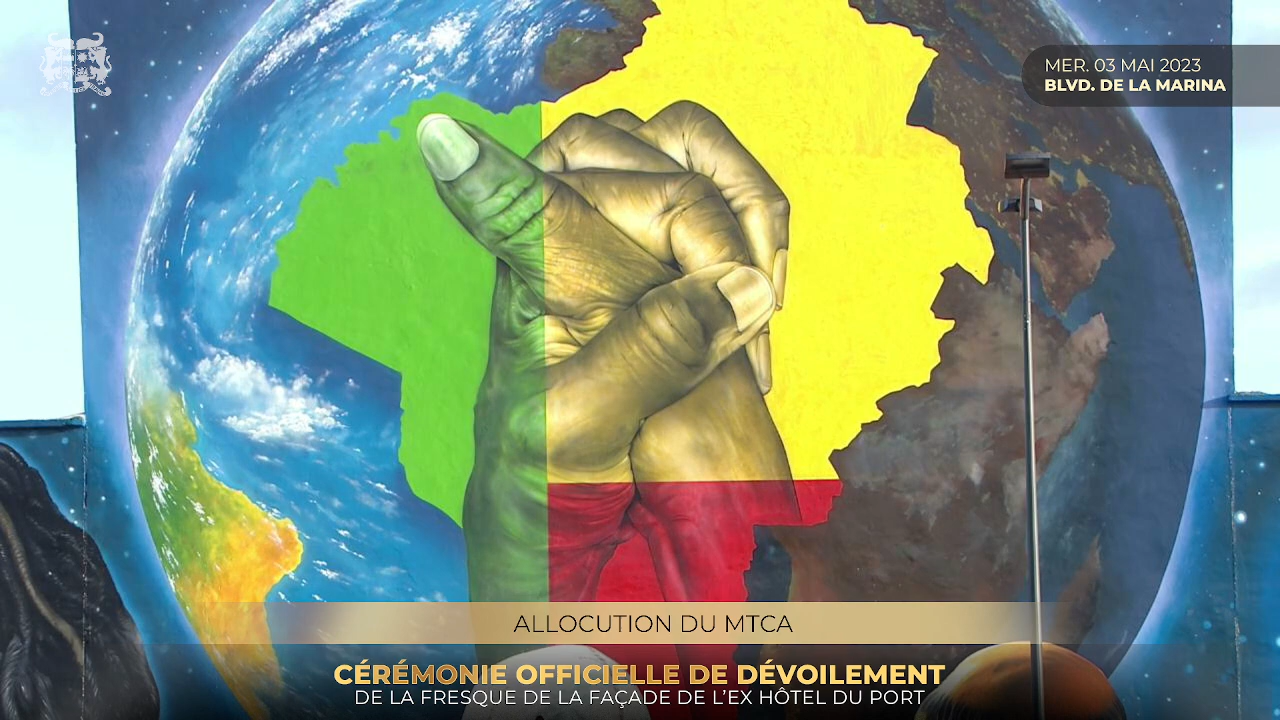 MER. 03 MAI 2023
BLVD. DE LA MARINA
ALLOCUTION DU MTCA
CÉRÉMONIE OFFICIELLE DE DÉVOILEMENT
DE LA FRESQUE DE LA FAÇADE DE L'EX HÔTEL DU PORT